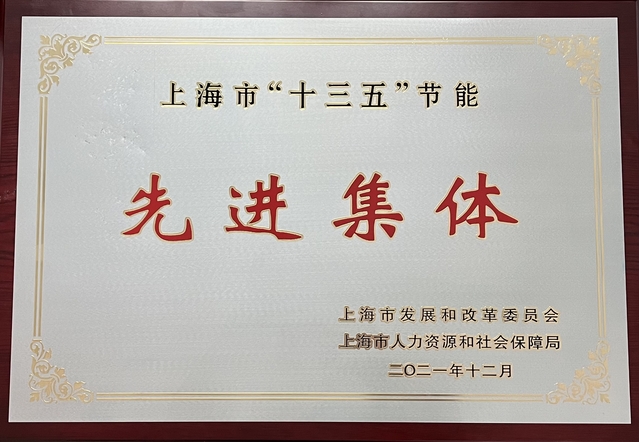 上海市“十三五”节能
先进集体
上海市发展和改革委员会
上海市人力资源和社会保障局
二〇二一年十二月